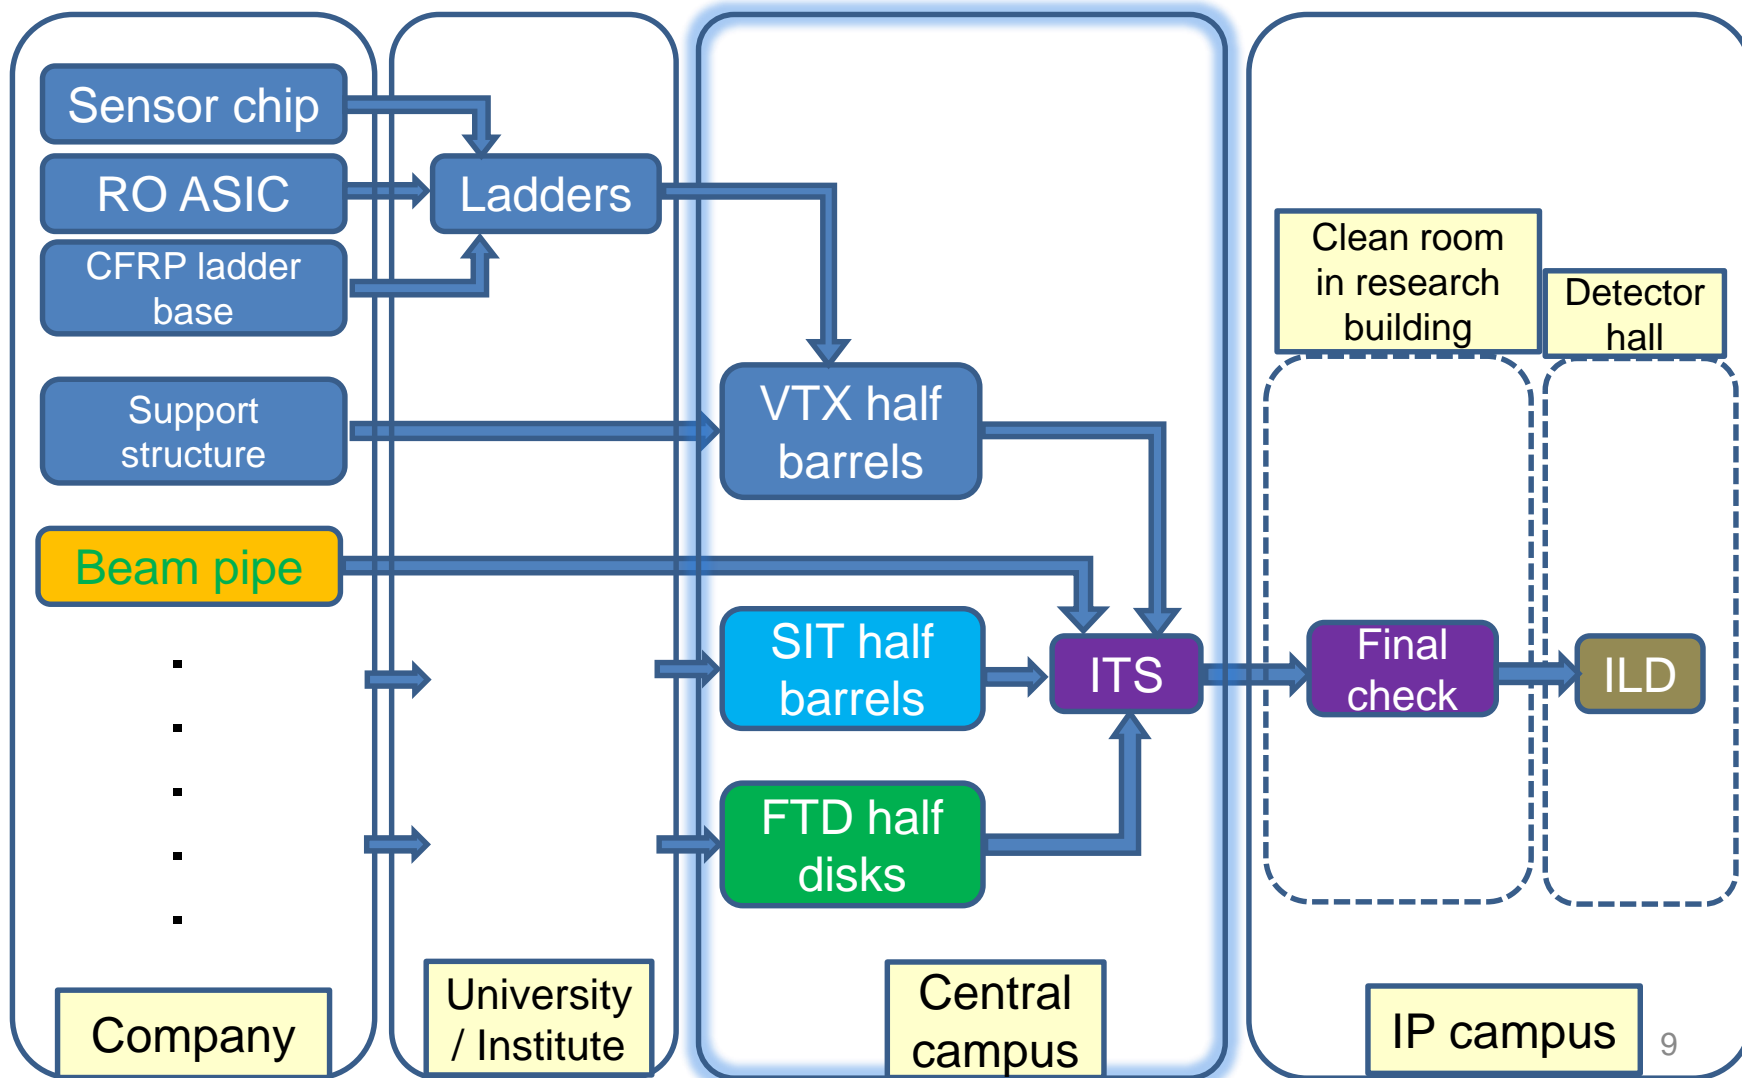 Sensor chip
RO ASIC
CFRP ladder
base
Support
structure
Beam pipe
.
.
.
.
.
Company
Ladders
University
/ Institute
VTX half
barrels
SIT half
barrels
FTD half
disks
ITS
Central
campus
Clean room
in research
building
Detector
hall
Final
check
ILD
IP campus
9